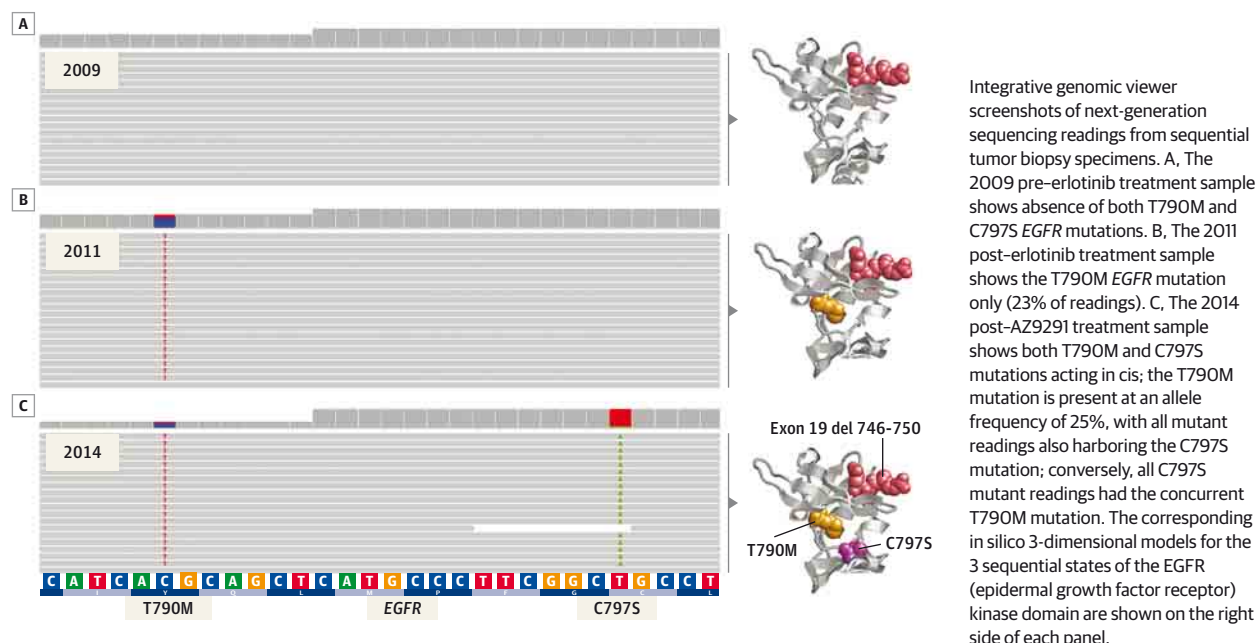 A
2009
B
2011
C
2014
C A T C A C G C A G C T C A T G C C C T T C G G C T G C C T
T790M EGFR C797S
Exon 19 del 746-750
T790M
C797S
Integrative genomic viewer
screenshots of next-generation
sequencing readings from sequential
tumor biopsy specimens. A, The
2009 pre–erlotinib treatment sample
shows absence of both T790M and
C797S EGFR mutations. B, The 2011
post–erlotinib treatment sample
shows the T790M EGFR mutation
only (23% of readings). C, The 2014
post–AZ9291 treatment sample
shows both T790M and C797S
mutations acting in cis; the T790M
mutation is present at an allele
frequency of 25%, with all mutant
readings also harboring the C797S
mutation; conversely, all C797S
mutant readings had the concurrent
T790M mutation. The corresponding
in silico 3-dimensional models for the
3 sequential states of the EGFR
(epidermal growth factor receptor)
kinase domain are shown on the right
side of each panel.